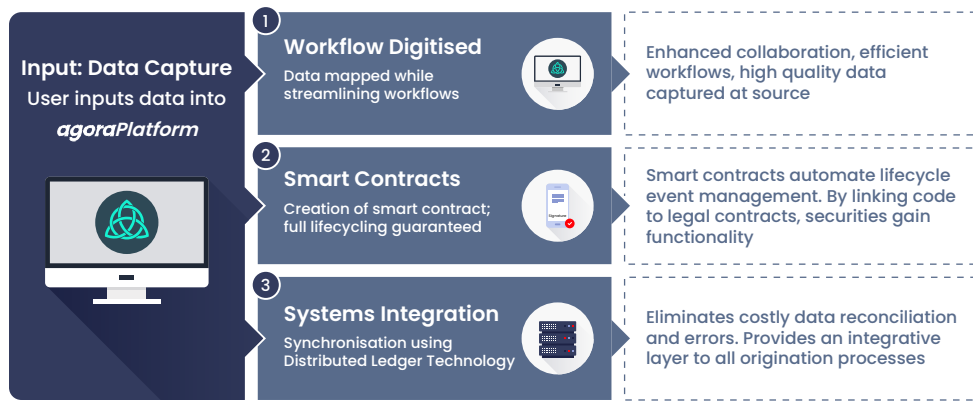 Input: Data Capture
User inputs data into
agoraPlatform
1
Workflow Digitised
Data mapped while
streamlining workflows
Enhanced collaboration, efficient
workflows, high quality data
captured at source
2
Smart Contracts
Creation of smart contract;
full lifecycling guaranteed
Signature
Smart contracts automate lifecycle
event management. By linking code
to legal contracts, securities gain
functionality
3
Systems Integration
Synchronisation using
Distributed Ledger Technology
Eliminates costly data reconciliation
and errors. Provides an integrative
layer to all origination processes